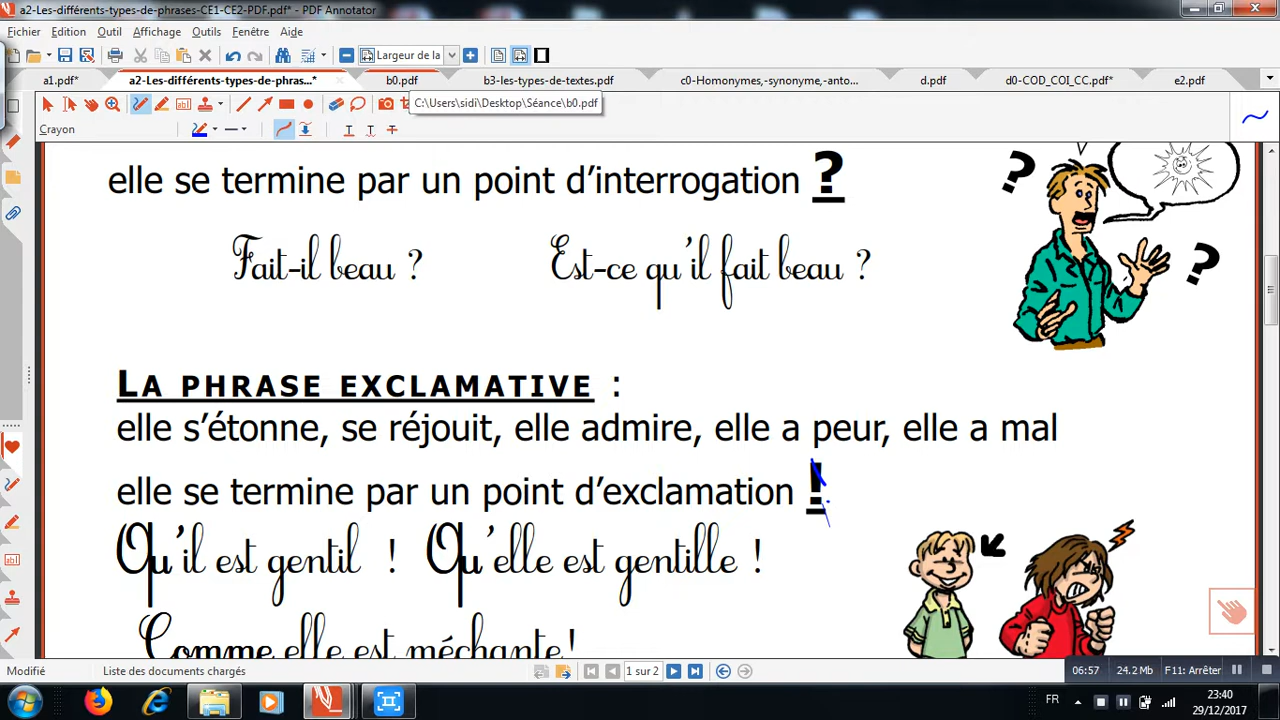 a2-Les-différents-types-de-phrases-CE1-CE2-PDF.pdf* - PDF Annotator
Fichier Edition Outil Affichage Outils Fenêtre Aide
Largeur de la
a1.pdf* a2-Les-différents-types-de-phras...* b0.pdf b3-les-types-de-textes.pdf c0-Homonymes,-synonyme,-anto... d.pdf d0-COD_COI_CC.pdf* e2.pdf
C:\Users\sidi\Desktop\Séance\b0.pdf
Crayon
elle se termine par un point d’interrogation ?
? ?
Fait-il beau ? Est-ce qu’il fait beau ?
LA PHRASE EXCLAMATIVE :
elle s’étonne, se réjouit, elle admire, elle a peur, elle a mal
elle se termine par un point d’exclamation !
Qu’il est gentil ! Qu’elle est gentille !
Comme elle est méchante !
Modifié Liste des documents chargés 1 sur 2 06:57 24.2 Mb F11: Arrêter
FR 23:40
29/12/2017